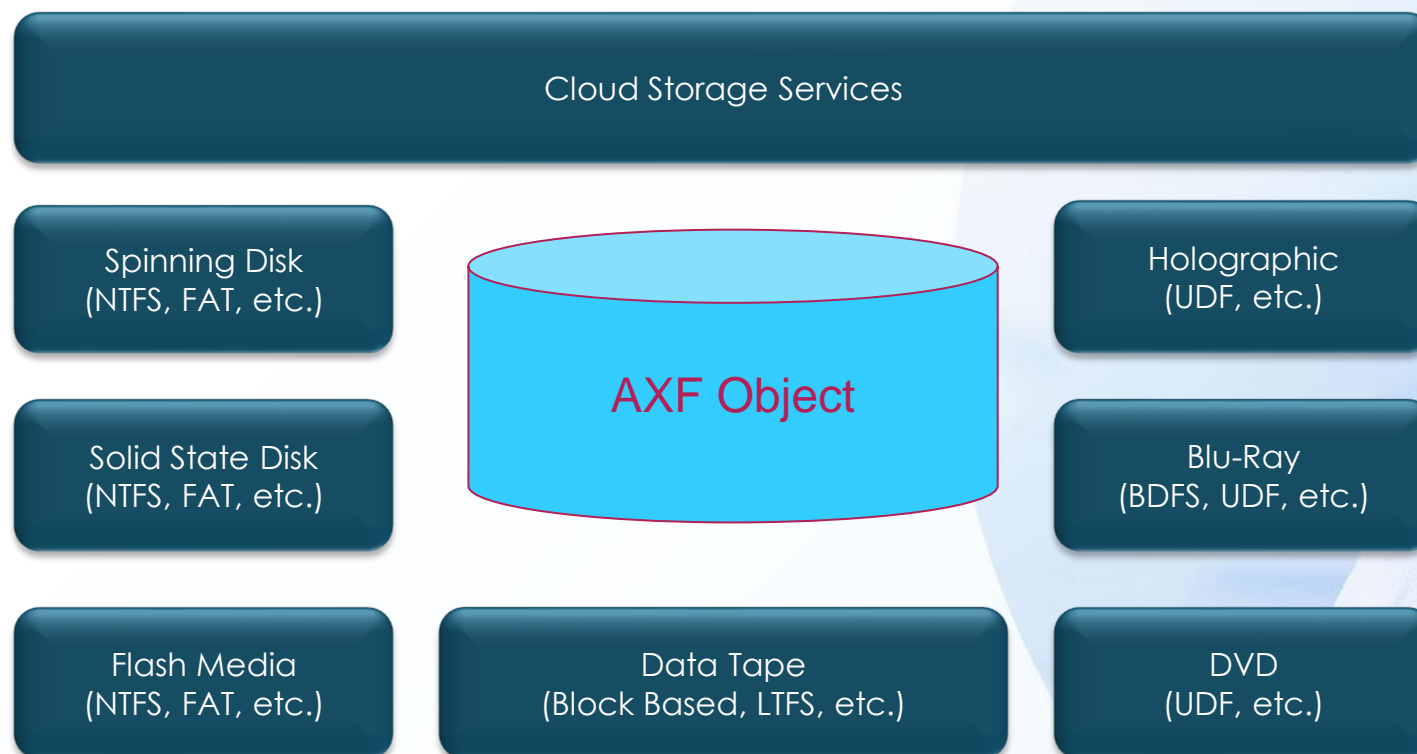 Cloud Storage Services
Spinning Disk
(NTFS, FAT, etc.)
Holographic
(UDF, etc.)
AXF Object
Solid State Disk
(NTFS, FAT, etc.)
Blu-Ray
(BDFS, UDF, etc.)
Flash Media
(NTFS, FAT, etc.)
Data Tape
(Block Based, LTFS, etc.)
DVD
(UDF, etc.)